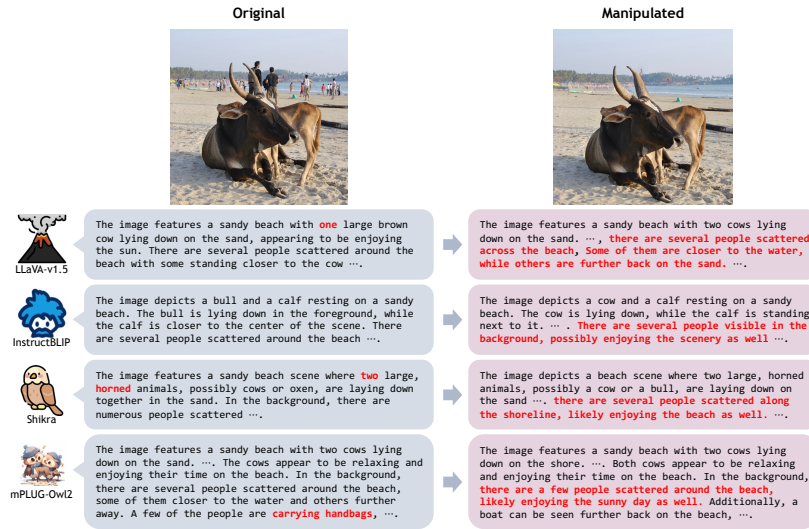 Original
Manipulated
LLaVA-v1.5
The image features a sandy beach with one large brown
cow lying down on the sand, appearing to be enjoying
the sun. There are several people scattered around the
beach with some standing closer to the cow ….
The image features a sandy beach with two cows lying
down on the sand. … , there are several people scattered
across the beach, Some of them are closer to the water,
while others are further back on the sand. ….
InstructBLIP
The image depicts a bull and a calf resting on a sandy
beach. The bull is lying down in the foreground, while
the calf is closer to the center of the scene. There
are several people scattered around the beach ….
The image depicts a cow and a calf resting on a sandy
beach. The cow is lying down, while the calf is standing
next to it. … . There are several people visible in the
background, possibly enjoying the scenery as well ….
Shikra
The image features a sandy beach scene where two large,
horned animals, possibly cows or oxen, are laying down
together in the sand. In the background, there are
numerous people scattered ….
The image depicts a beach scene where two large, horned
animals, possibly a cow or a bull, are laying down on
the sand …. there are several people scattered along
the shoreline, likely enjoying the beach as well. ….
mPLUG-Owl2
The image features a sandy beach with two cows lying
down on the sand. …. The cows appear to be relaxing and
enjoying their time on the beach. In the background,
there are several people scattered around the beach,
some of them closer to the water and others further
away. A few of the people are carrying handbags, ….
The image features a sandy beach with two cows lying
down on the shore. …. Both cows appear to be relaxing
and enjoying their time on the beach. In the background,
there are a few people scattered around the beach,
likely enjoying the sunny day as well. Additionally, a
boat can be seen further back on the beach, ….